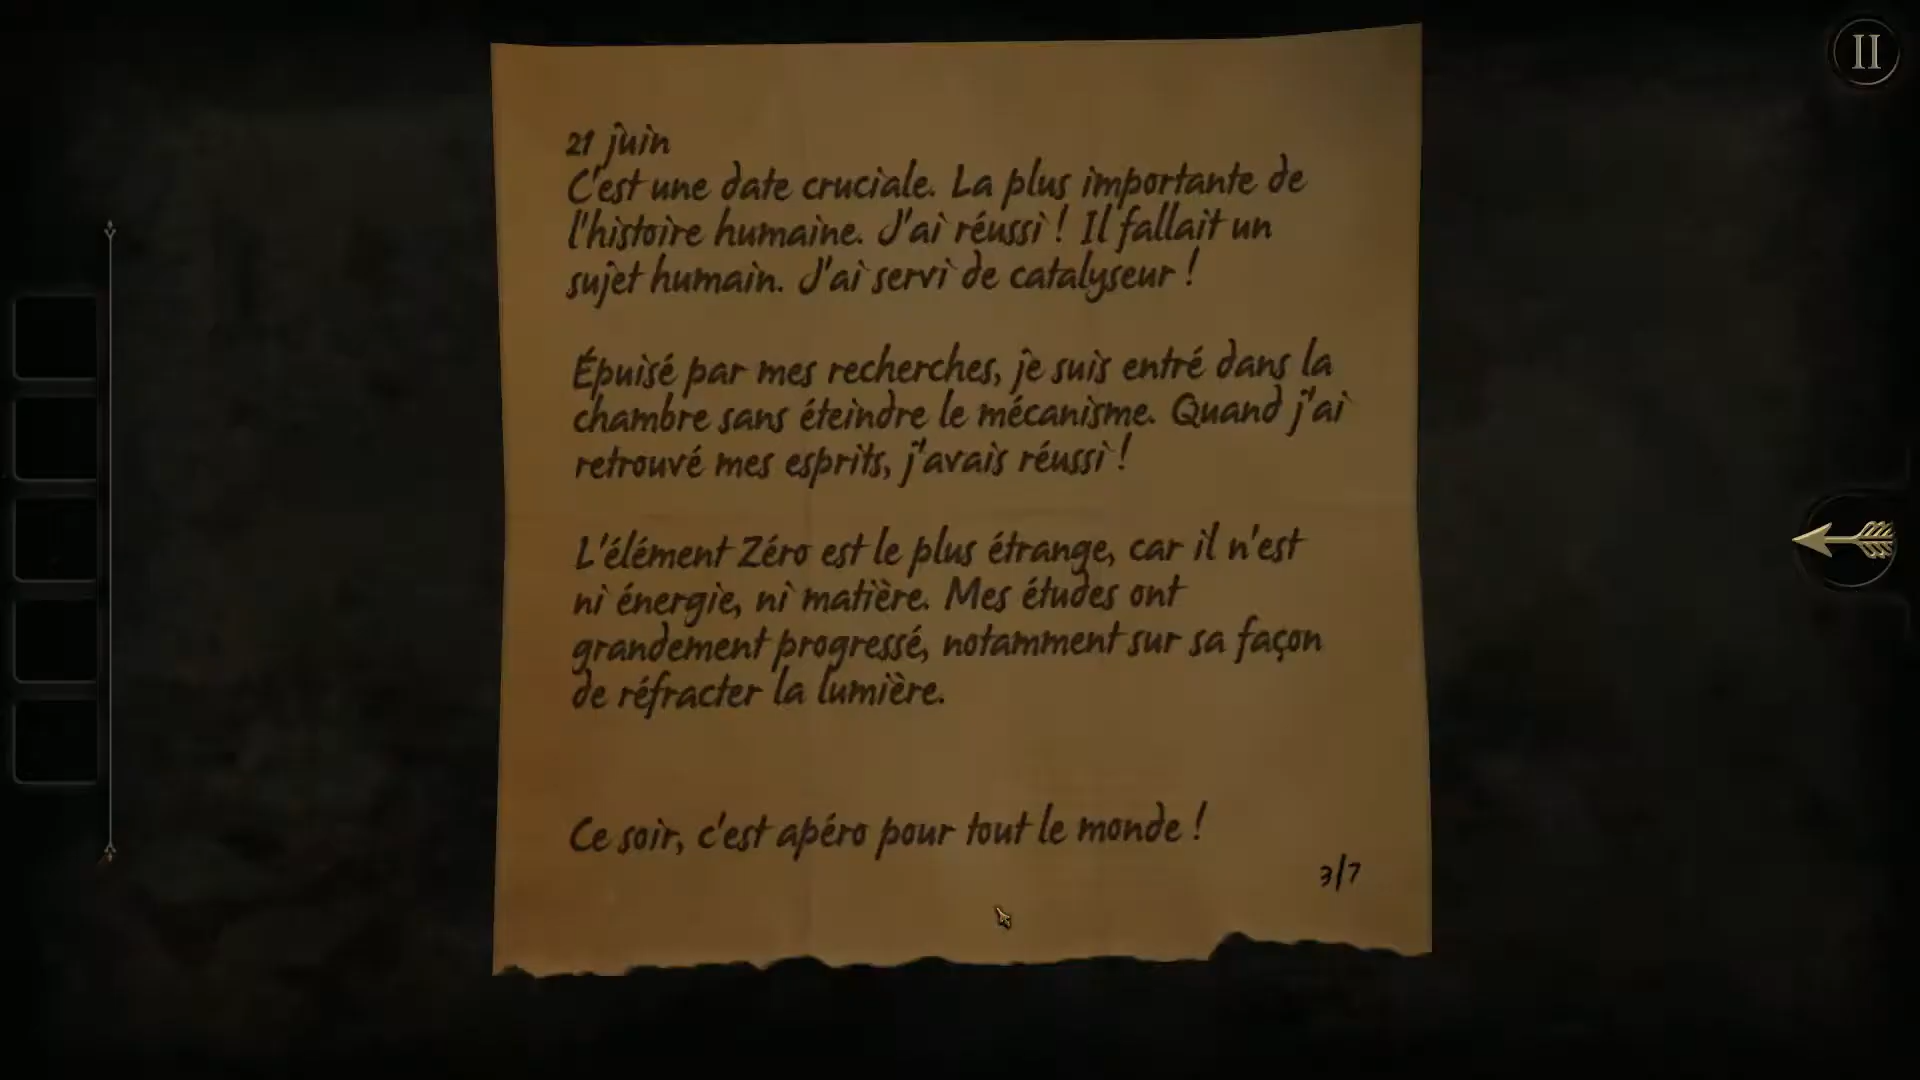 21 juin
C'est une date cruciale. La plus importante de
l'histoire humaine. J'ai réussi ! Il fallait un
sujet humain. J'ai servi de catalyseur !
Épuisé par mes recherches, je suis entré dans la
chambre sans éteindre le mécanisme. Quand j'ai
retrouvé mes esprits, j'avais réussi !
L'élément Zéro est le plus étrange, car il n'est
ni énergie, ni matière. Mes études ont
grandement progressé, notamment sur sa façon
de réfracter la lumière.
Ce soir, c'est apéro pour tout le monde !
3/7